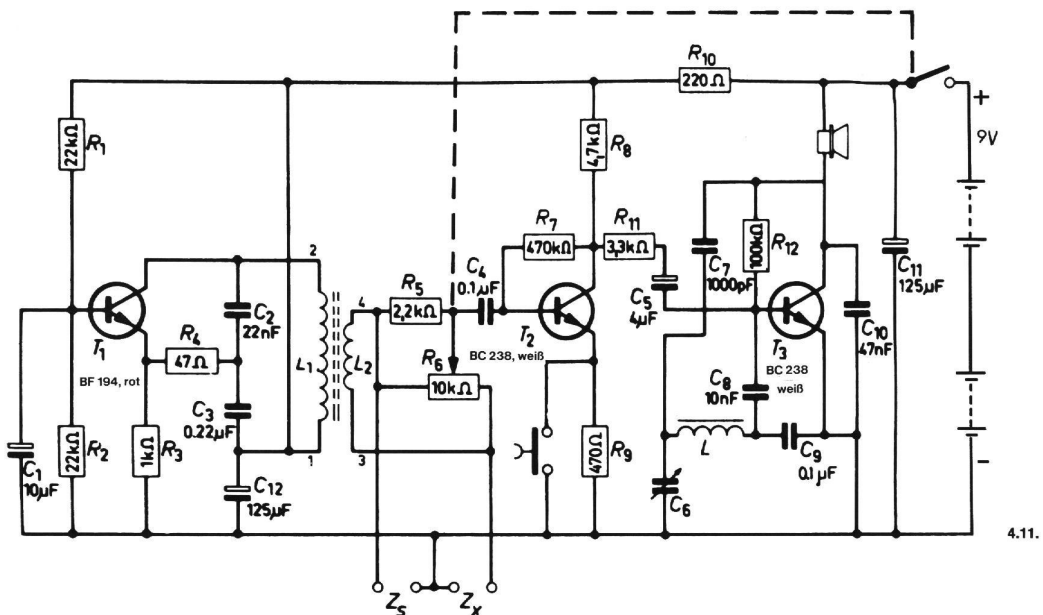 R10
220Ω
+
9V
22kΩ
R1
4,7kΩ
R8
R7
470kΩ
R11
3,3kΩ
100kΩ
R12
C7
1000pF
C11
125µF
2
C2
22nF
R5
2,2kΩ
4
C4
0.1µF
C5
4µF
C10
47nF
T1
BF 194, rot
R4
47Ω
L1
L2
R6
10kΩ
T2
BC 238, weiß
T3
BC 238
weiß
C8
10nF
C3
0.22µF
C1
10µF
22kΩ
R2
1kΩ
R3
1
3
C12
125µF
470Ω
R9
L
C9
0.1µF
C6
−
4.11.
Zs
Zx